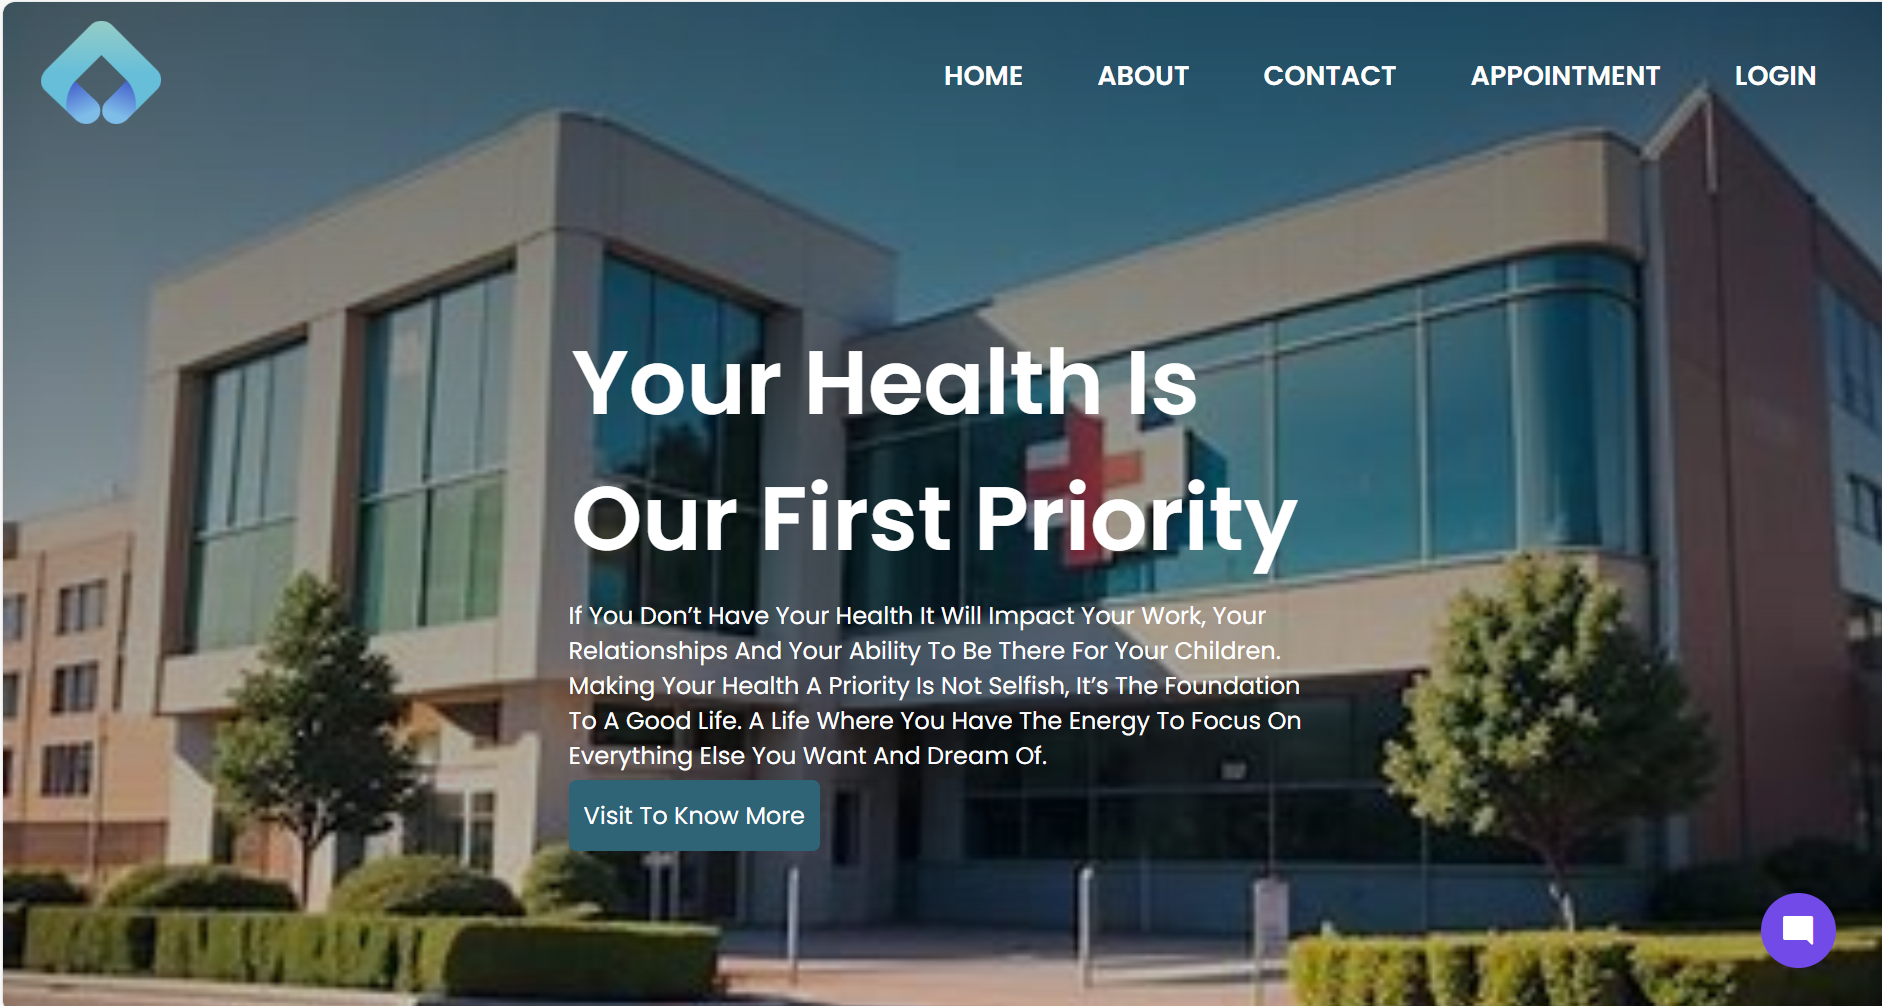 HOME ABOUT CONTACT APPOINTMENT LOGIN
Your Health Is
Our First Priority
If You Don’t Have Your Health It Will Impact Your Work, Your
Relationships And Your Ability To Be There For Your Children.
Making Your Health A Priority Is Not Selfish, It’s The Foundation
To A Good Life. A Life Where You Have The Energy To Focus On
Everything Else You Want And Dream Of.
Visit To Know More